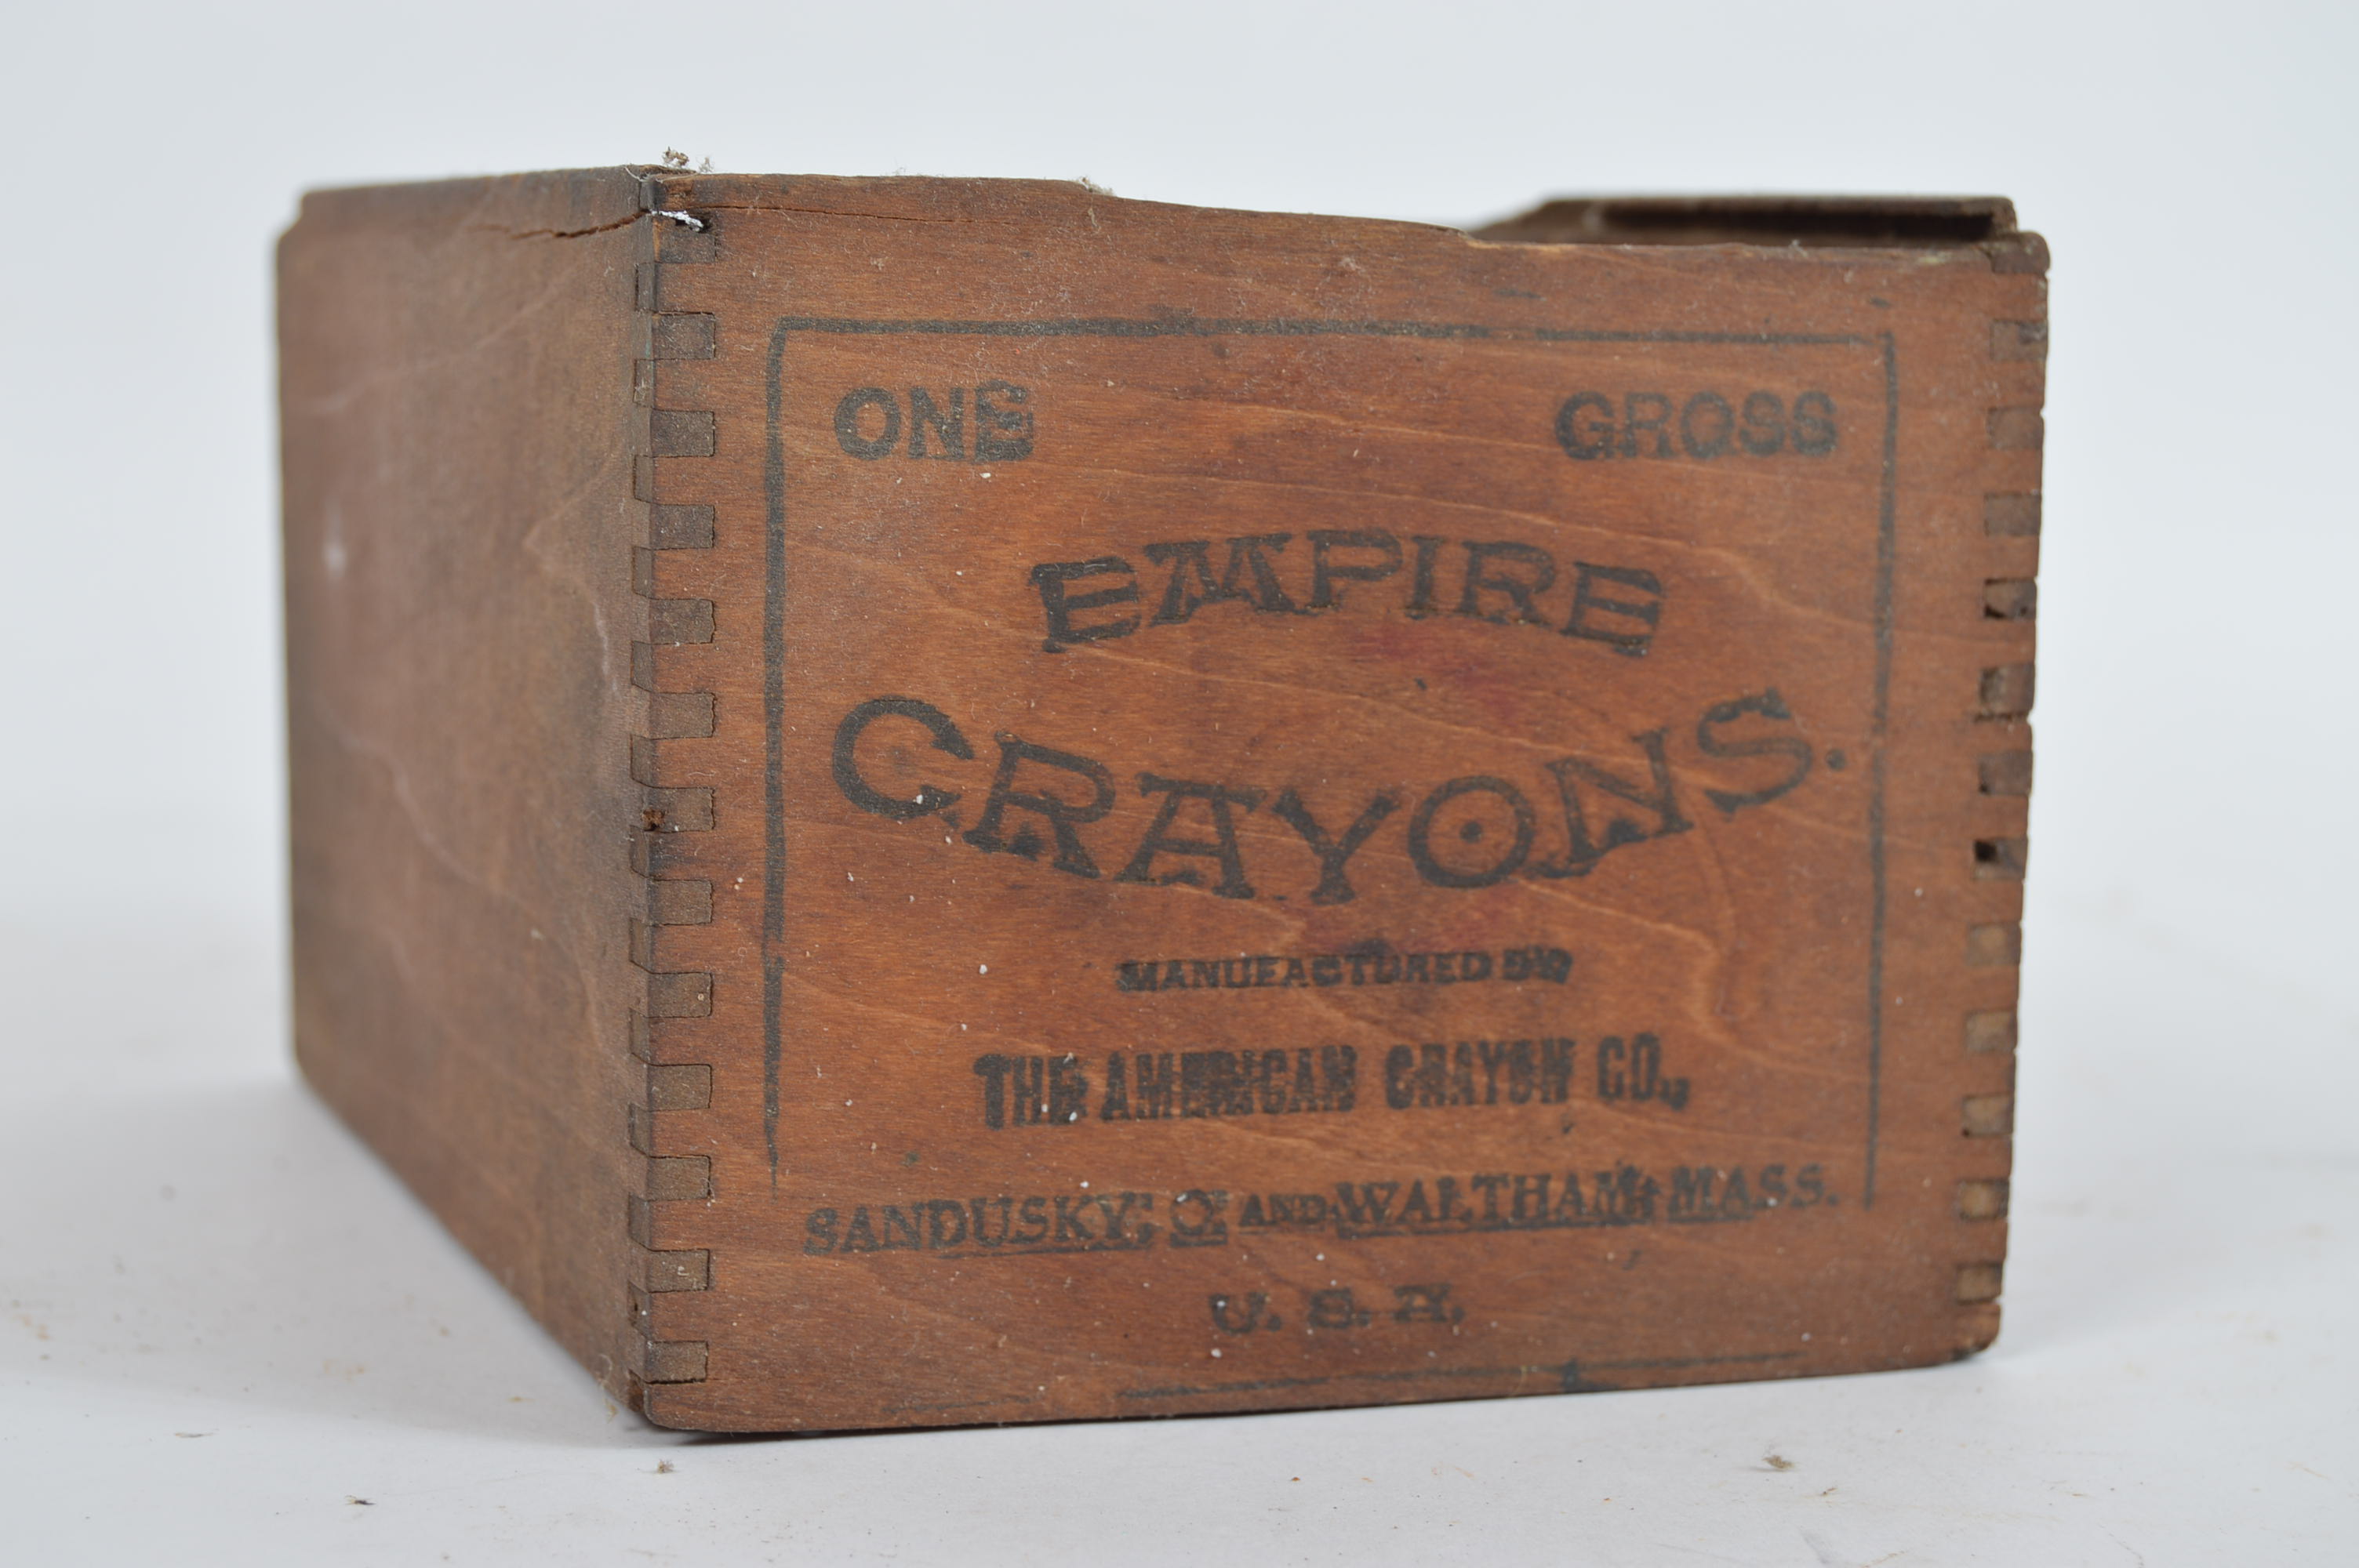 ONE GROSS
EMPIRE
CRAYONS.
MANUFACTURED BY
THE AMERICAN CRAYON CO.,
SANDUSKY, O. AND WALTHAM, MASS.
U. S. A.